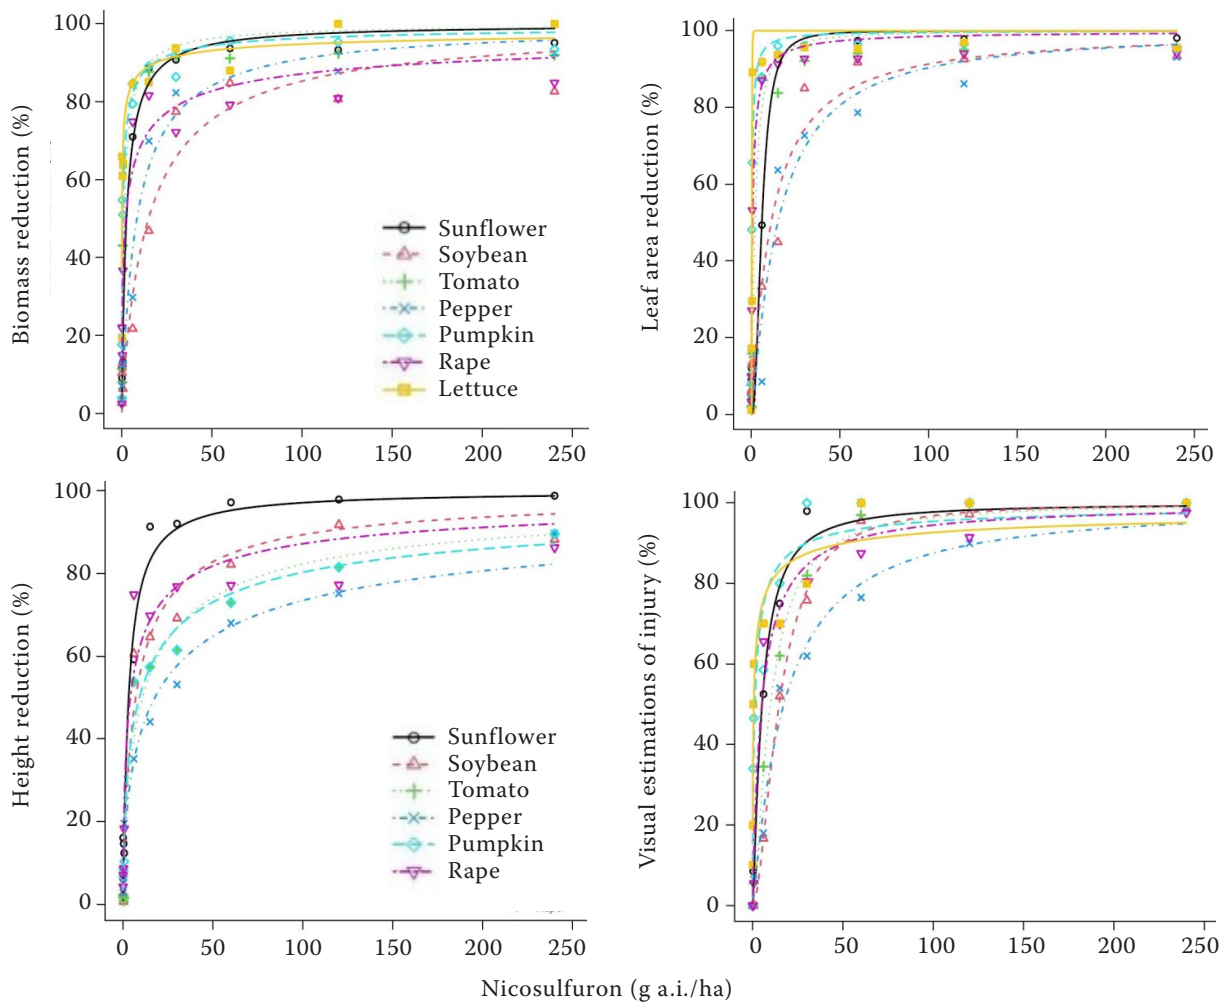 100
80
60
40
20
0
Biomass reduction (%)
Sunflower
Soybean
Tomato
Pepper
Pumpkin
Rape
Lettuce
0 50 100 150 200 250
100
80
60
40
20
0
Leaf area reduction (%)
0 50 100 150 200 250
100
80
60
40
20
0
Height reduction (%)
Sunflower
Soybean
Tomato
Pepper
Pumpkin
Rape
0 50 100 150 200 250
100
80
60
40
20
0
Visual estimations of injury (%)
0 50 100 150 200 250
Nicosulfuron (g a.i./ha)